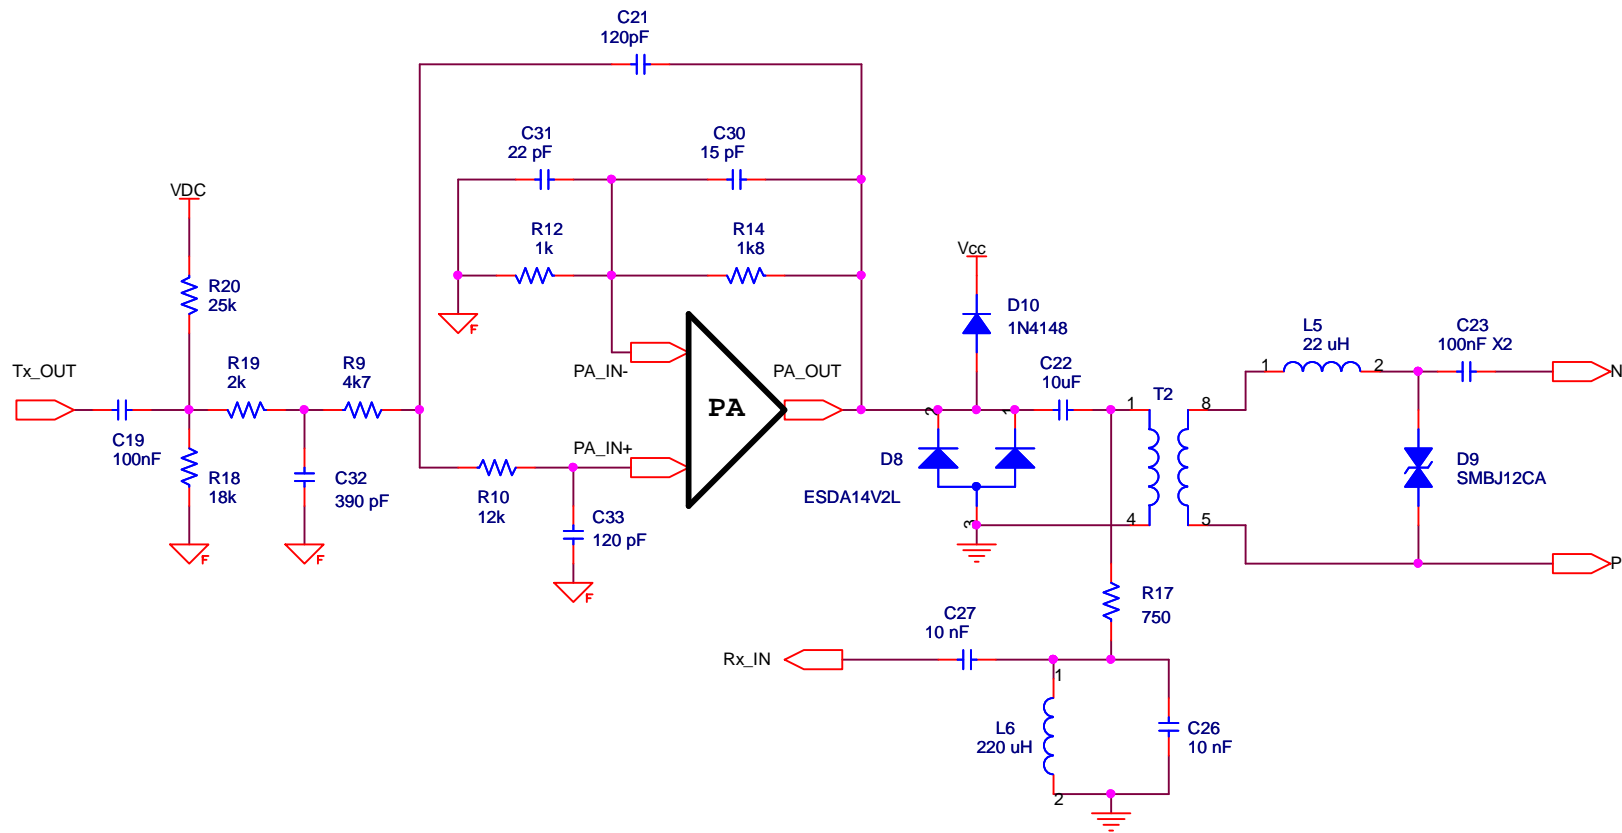 C21
120pF
C31
22 pF
C30
15 pF
VDC
R12
1k
R14
1k8
Vcc
R20
25k
D10
1N4148
F
L5
22 uH
C23
100nF X2
Tx_OUT
R19
2k
R9
4k7
PA_IN-
PA_OUT
C22
10uF
1
2
N
T2
PA
2
1
1
8
C19
100nF
R18
18k
C32
390 pF
PA_IN+
D8
D9
SMBJ12CA
R10
12k
ESDA14V2L
C33
120 pF
3
4
5
F
F
P
F
R17
750
C27
10 nF
Rx_IN
1
L6
220 uH
C26
10 nF
2